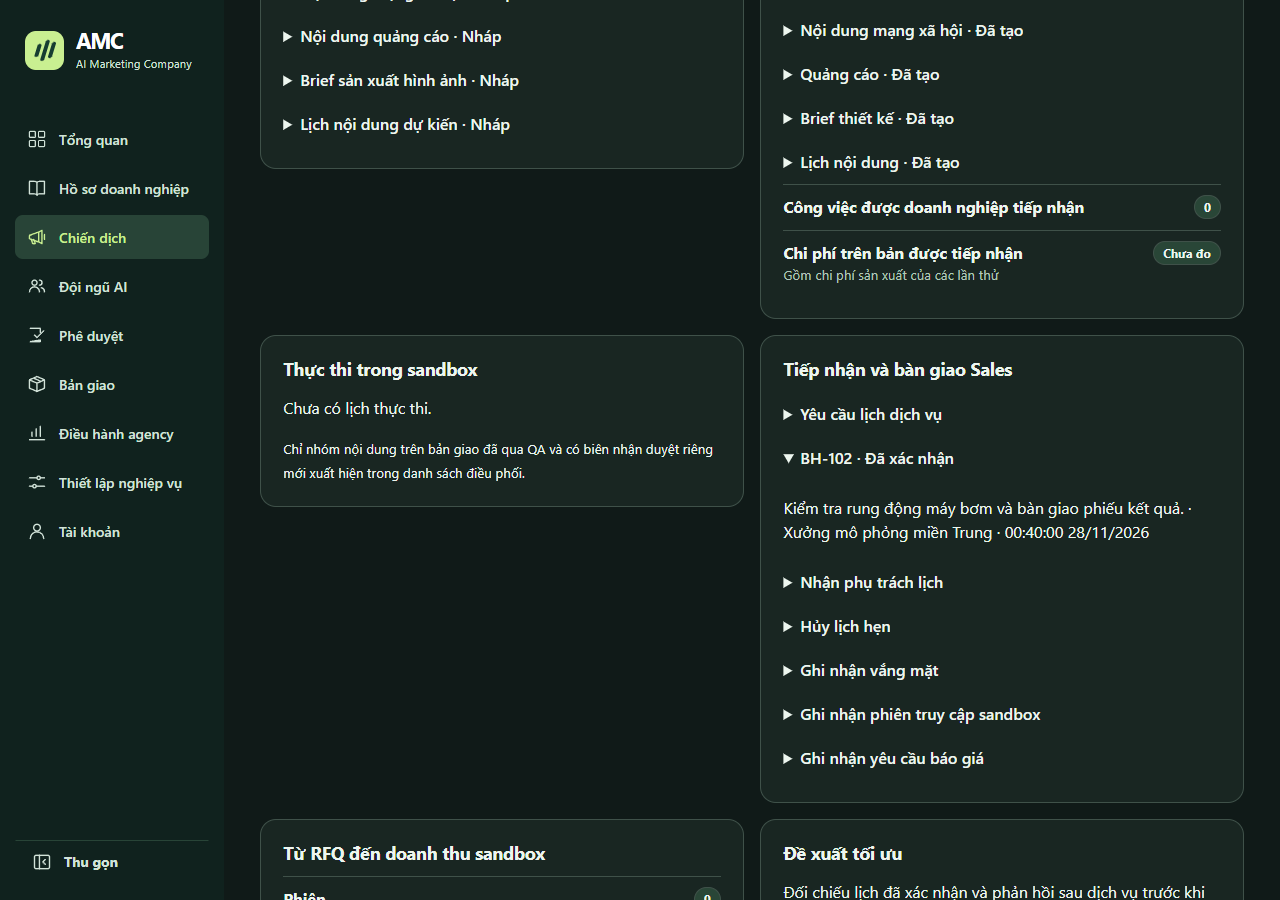 AMC
AI Marketing Company
Tổng quan
Hồ sơ doanh nghiệp
Chiến dịch
Đội ngũ AI
Phê duyệt
Bàn giao
Điều hành agency
Thiết lập nghiệp vụ
Tài khoản
Thu gọn
Nội dung quảng cáo · Nháp
Brief sản xuất hình ảnh · Nháp
Lịch nội dung dự kiến · Nháp
Nội dung mạng xã hội · Đã tạo
Quảng cáo · Đã tạo
Brief thiết kế · Đã tạo
Lịch nội dung · Đã tạo
Công việc được doanh nghiệp tiếp nhận 0
Chi phí trên bản được tiếp nhận Chưa đo
Gồm chi phí sản xuất của các lần thử
Thực thi trong sandbox
Chưa có lịch thực thi.
Chỉ nhóm nội dung trên bản giao đã qua QA và có biên nhận duyệt riêng
mới xuất hiện trong danh sách điều phối.
Tiếp nhận và bàn giao Sales
Yêu cầu lịch dịch vụ
BH-102 · Đã xác nhận
Kiểm tra rung động máy bơm và bàn giao phiếu kết quả. ·
Xưởng mô phỏng miền Trung · 00:40:00 28/11/2026
Nhận phụ trách lịch
Hủy lịch hẹn
Ghi nhận vắng mặt
Ghi nhận phiên truy cập sandbox
Ghi nhận yêu cầu báo giá
Từ RFQ đến doanh thu sandbox
Phiên 0
Đề xuất tối ưu
Đối chiếu lịch đã xác nhận và phản hồi sau dịch vụ trước khi